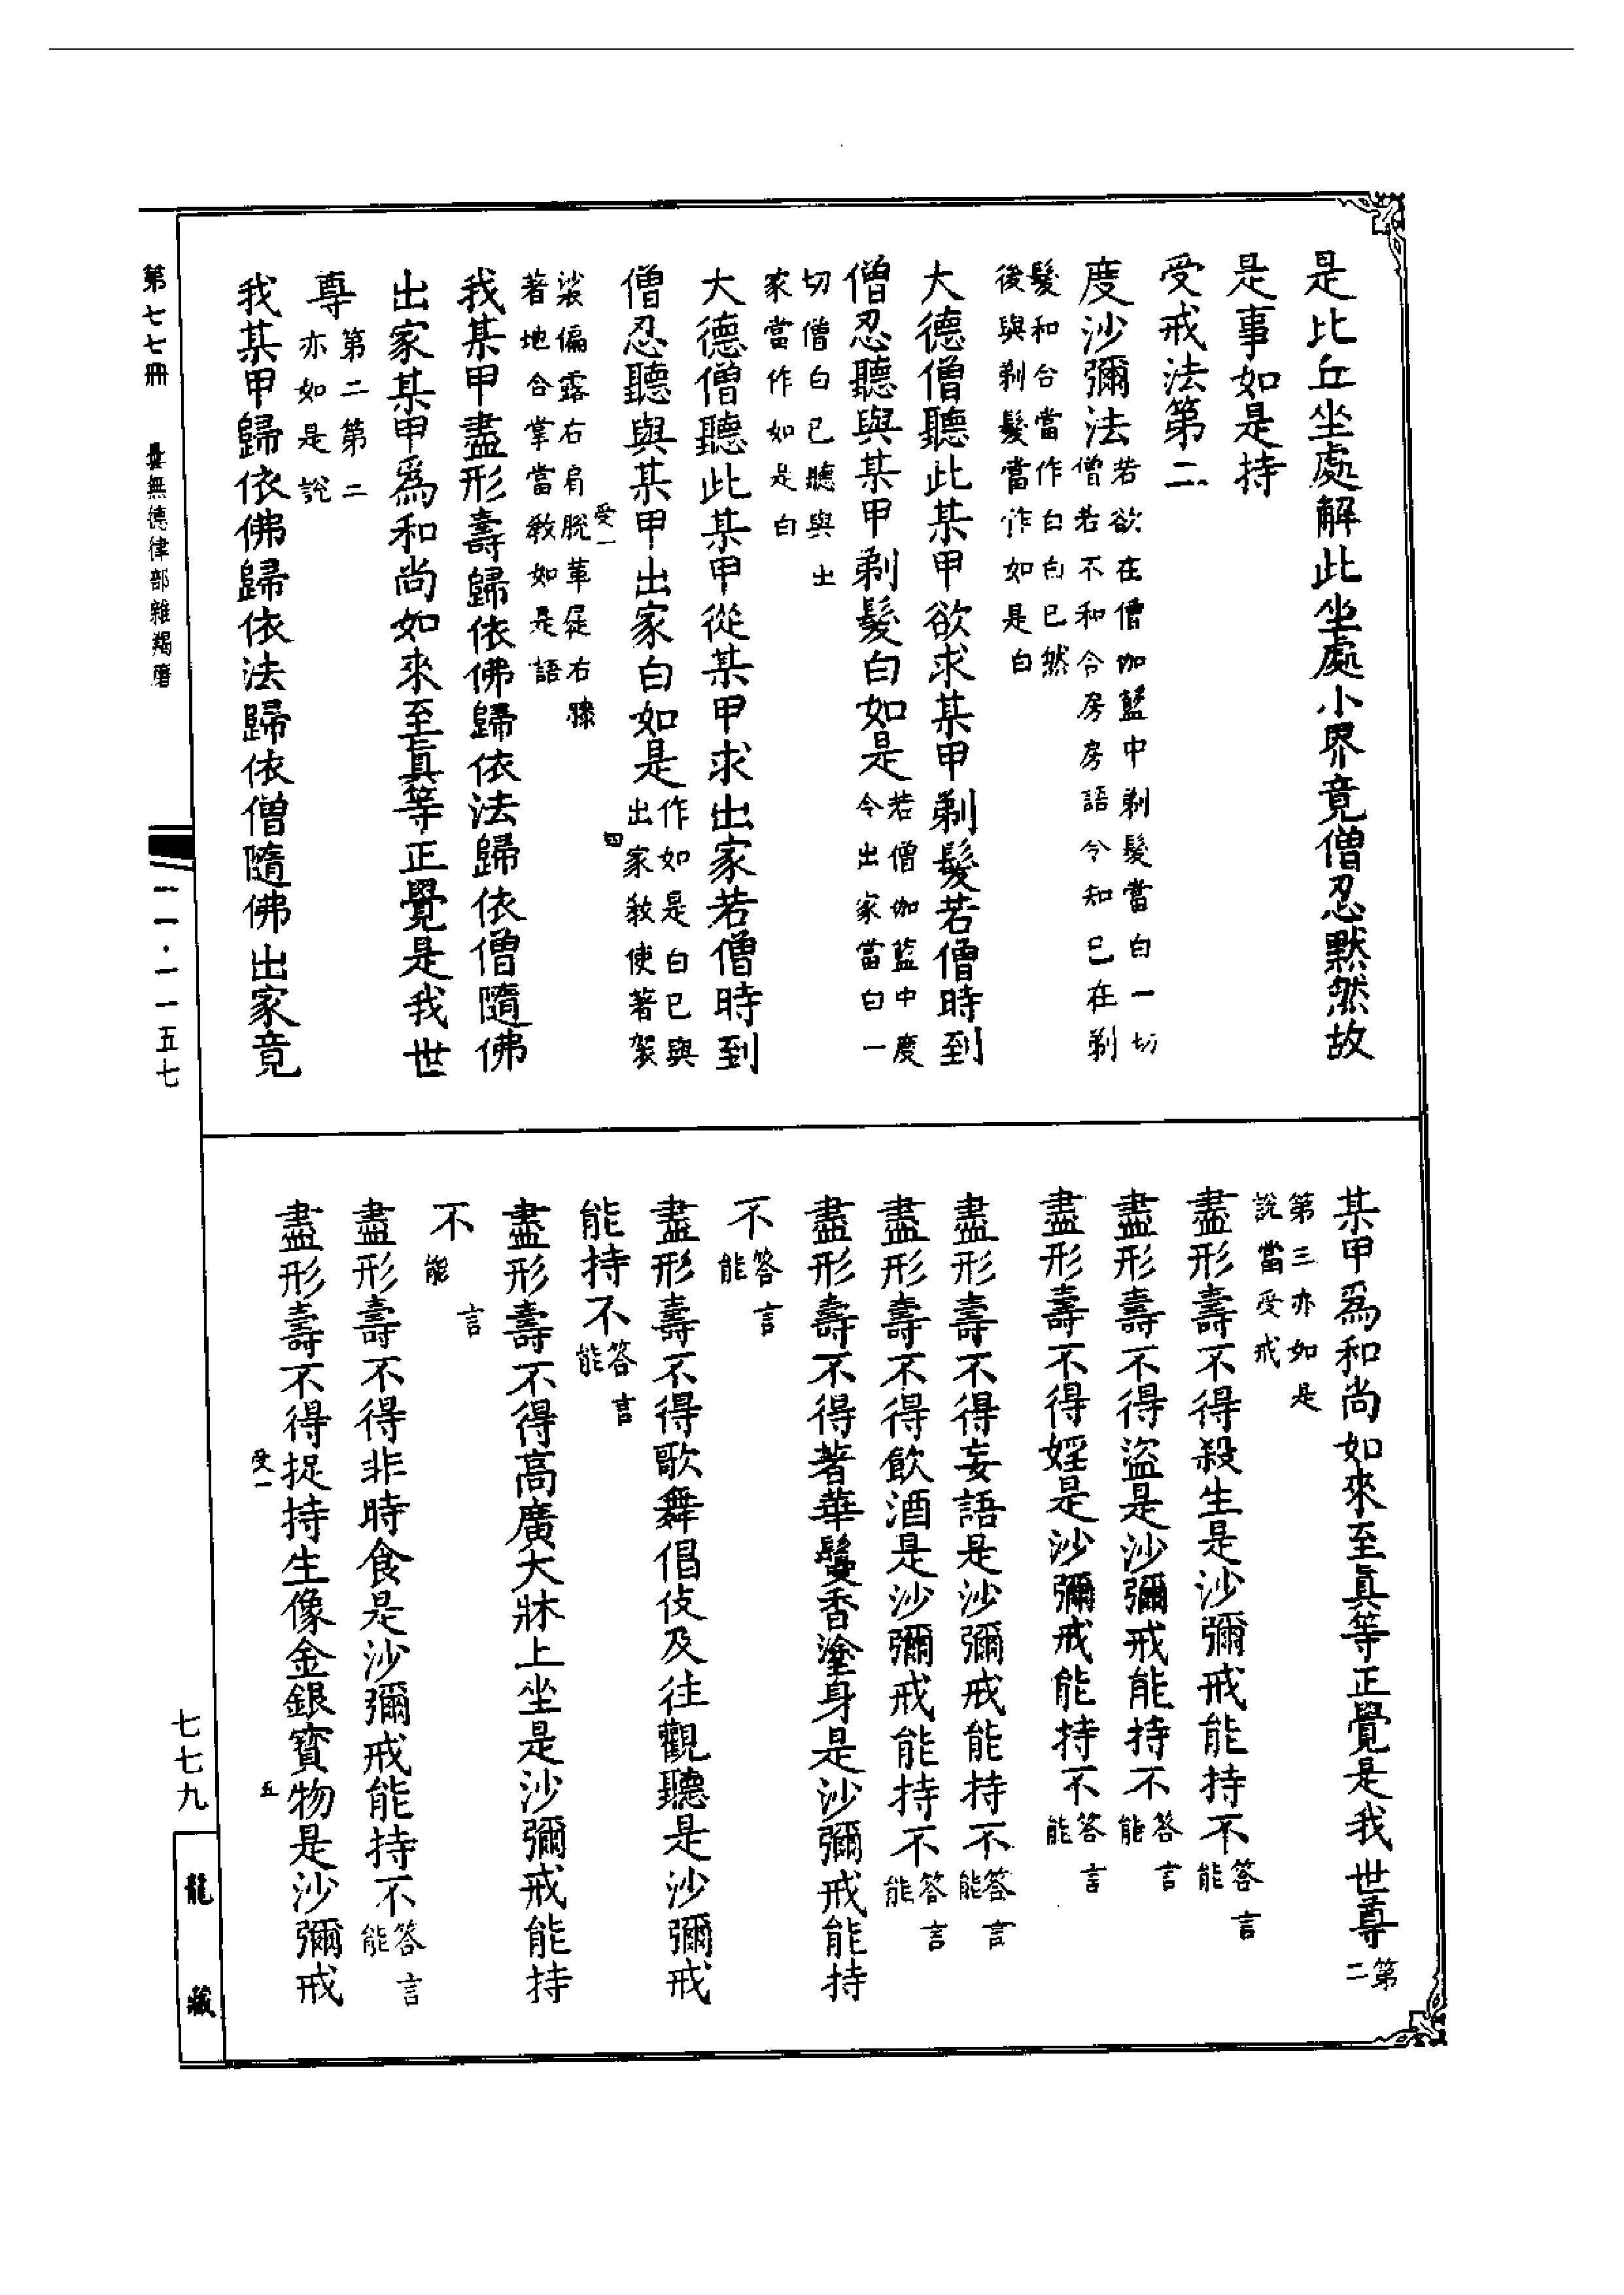 是比丘坐處解此坐處小界竟僧忍默然故
是事如是持
受戒法第二
度沙彌法若欲在僧伽藍中剃髮當白一切
僧若不和合房房語令知已在剃
髮和合當作白白已然
後與剃髮當作如是白
大德僧聽此某甲欲求某甲剃髮若僧時到
僧忍聽與某甲剃髮白如是若僧伽藍中度
令出家當白一
切僧白已聽與出
家當作如是白
大德僧聽此某甲從某甲求出家若僧時到
僧忍聽與某甲出家白如是作如是白已與
出家教使著袈
受一
四
裟偏露右肩脫革屣右膝
著地合掌當教如是語
我某甲盡形壽歸依佛歸依法歸依僧隨佛
出家某甲為和尚如來至真等正覺是我世
尊第二第二
亦如是說
我某甲歸依佛歸依法歸依僧隨佛出家竟
第七七冊
曇無德律部雜羯磨
一一·一一五七
某甲為和尚如來至真等正覺是我世尊第
二
第三亦如是
說當受戒
盡形壽不得殺生是沙彌戒能持不答言
能
盡形壽不得盜是沙彌戒能持不答言
能
盡形壽不得婬是沙彌戒能持不答言
能
盡形壽不得妄語是沙彌戒能持不答言
能
盡形壽不得飲酒是沙彌戒能持不答言
能
盡形壽不得著華鬘香塗身是沙彌戒能持
不答言
能
盡形壽不得歌舞倡伎及往觀聽是沙彌戒
能持不答言
能
盡形壽不得高廣大牀上坐是沙彌戒能持
不言
能
盡形壽不得非時食是沙彌戒能持不答言
能
盡形壽不得捉持生像金銀寶物是沙彌戒
受一
五
七七九
龍藏